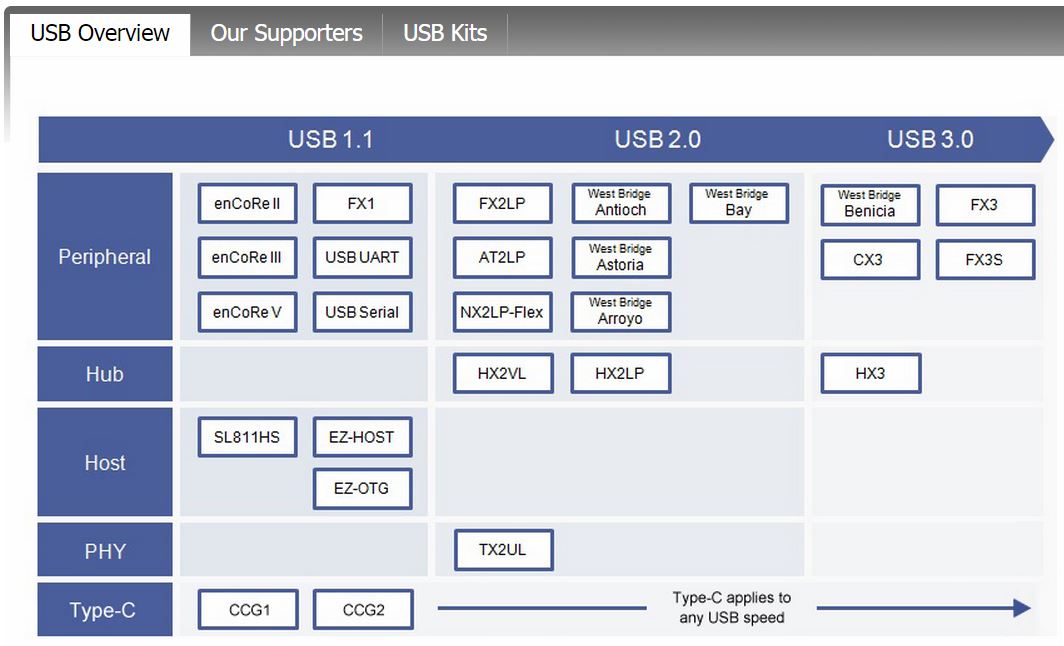 USB Overview
Our Supporters
USB Kits
USB 1.1
USB 2.0
USB 3.0
Peripheral
enCoRe II
FX1
FX2LP
West Bridge
Antioch
West Bridge
Bay
West Bridge
Benicia
FX3
enCoRe III
USB UART
AT2LP
West Bridge
Astoria
CX3
FX3S
enCoRe V
USB Serial
NX2LP-Flex
West Bridge
Arroyo
Hub
HX2VL
HX2LP
HX3
Host
SL811HS
EZ-HOST
EZ-OTG
PHY
TX2UL
Type-C
CCG1
CCG2
Type-C applies to
any USB speed